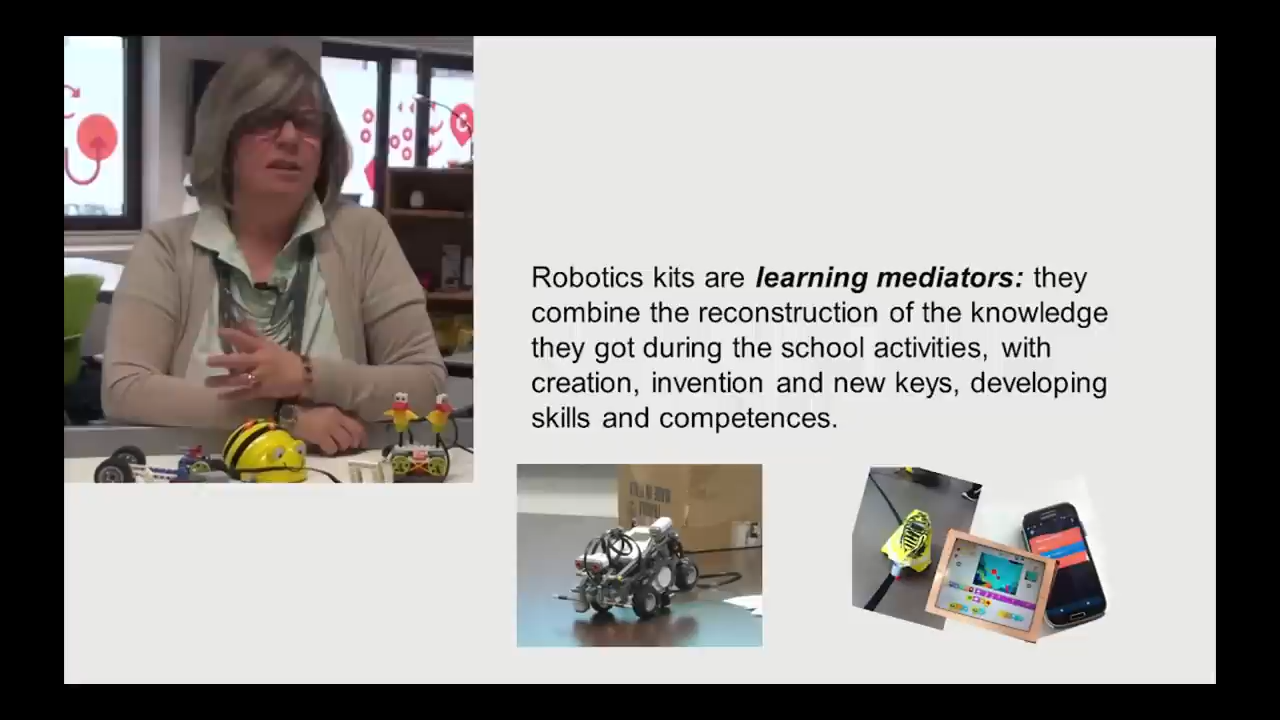 Robotics kits are learning mediators: they
combine the reconstruction of the knowledge
they got during the school activities, with
creation, invention and new keys, developing
skills and competences.